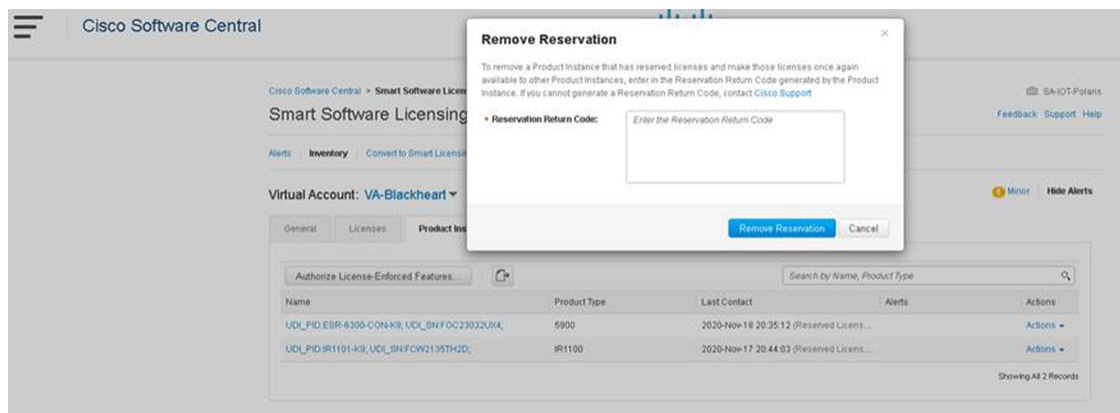 Cisco Software Central
Remove Reservation
To remove a Product Instance that has reserved licenses and make those licenses once again
available to other Product Instances, enter in the Reservation Return Code generated by the Product
Instance. If you cannot generate a Reservation Return Code, contact Cisco Support
* Reservation Return Code: Enter the Reservation Return Code
Remove Reservation Cancel
Cisco Software Central > Smart Software Licen
SA-IOT-Polaris
Smart Software Licensing
Feedback Support Help
Alerts | Inventory | Convert to Smart Licensin
Virtual Account: VA-Blackheart
Minor | Hide Alerts
General Licenses Product Ins
Authorize License-Enforced Features...
Search by Name, Product Type
Name Product Type Last Contact Alerts Actions
UDI_PID:ESR-6300-CON-K9; UDI_SN:FOC23032UX4; 5900 2020-Nov-18 20:35:12 (Reserved Licens... Actions
UDI_PID:IR1101-K9; UDI_SN:FCW2135TH2D; IR1100 2020-Nov-17 20:44:03 (Reserved Licens... Actions
Showing All 2 Records